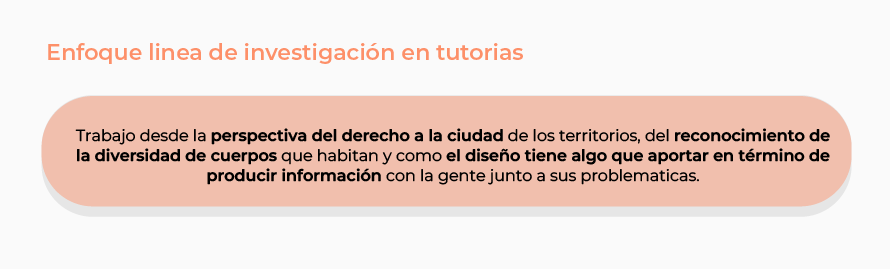 Enfoque linea de investigación en tutorias
Trabajo desde la perspectiva del derecho a la ciudad de los territorios, del reconocimiento de
la diversidad de cuerpos que habitan y como el diseño tiene algo que aportar en término de
producir información con la gente junto a sus problematicas.